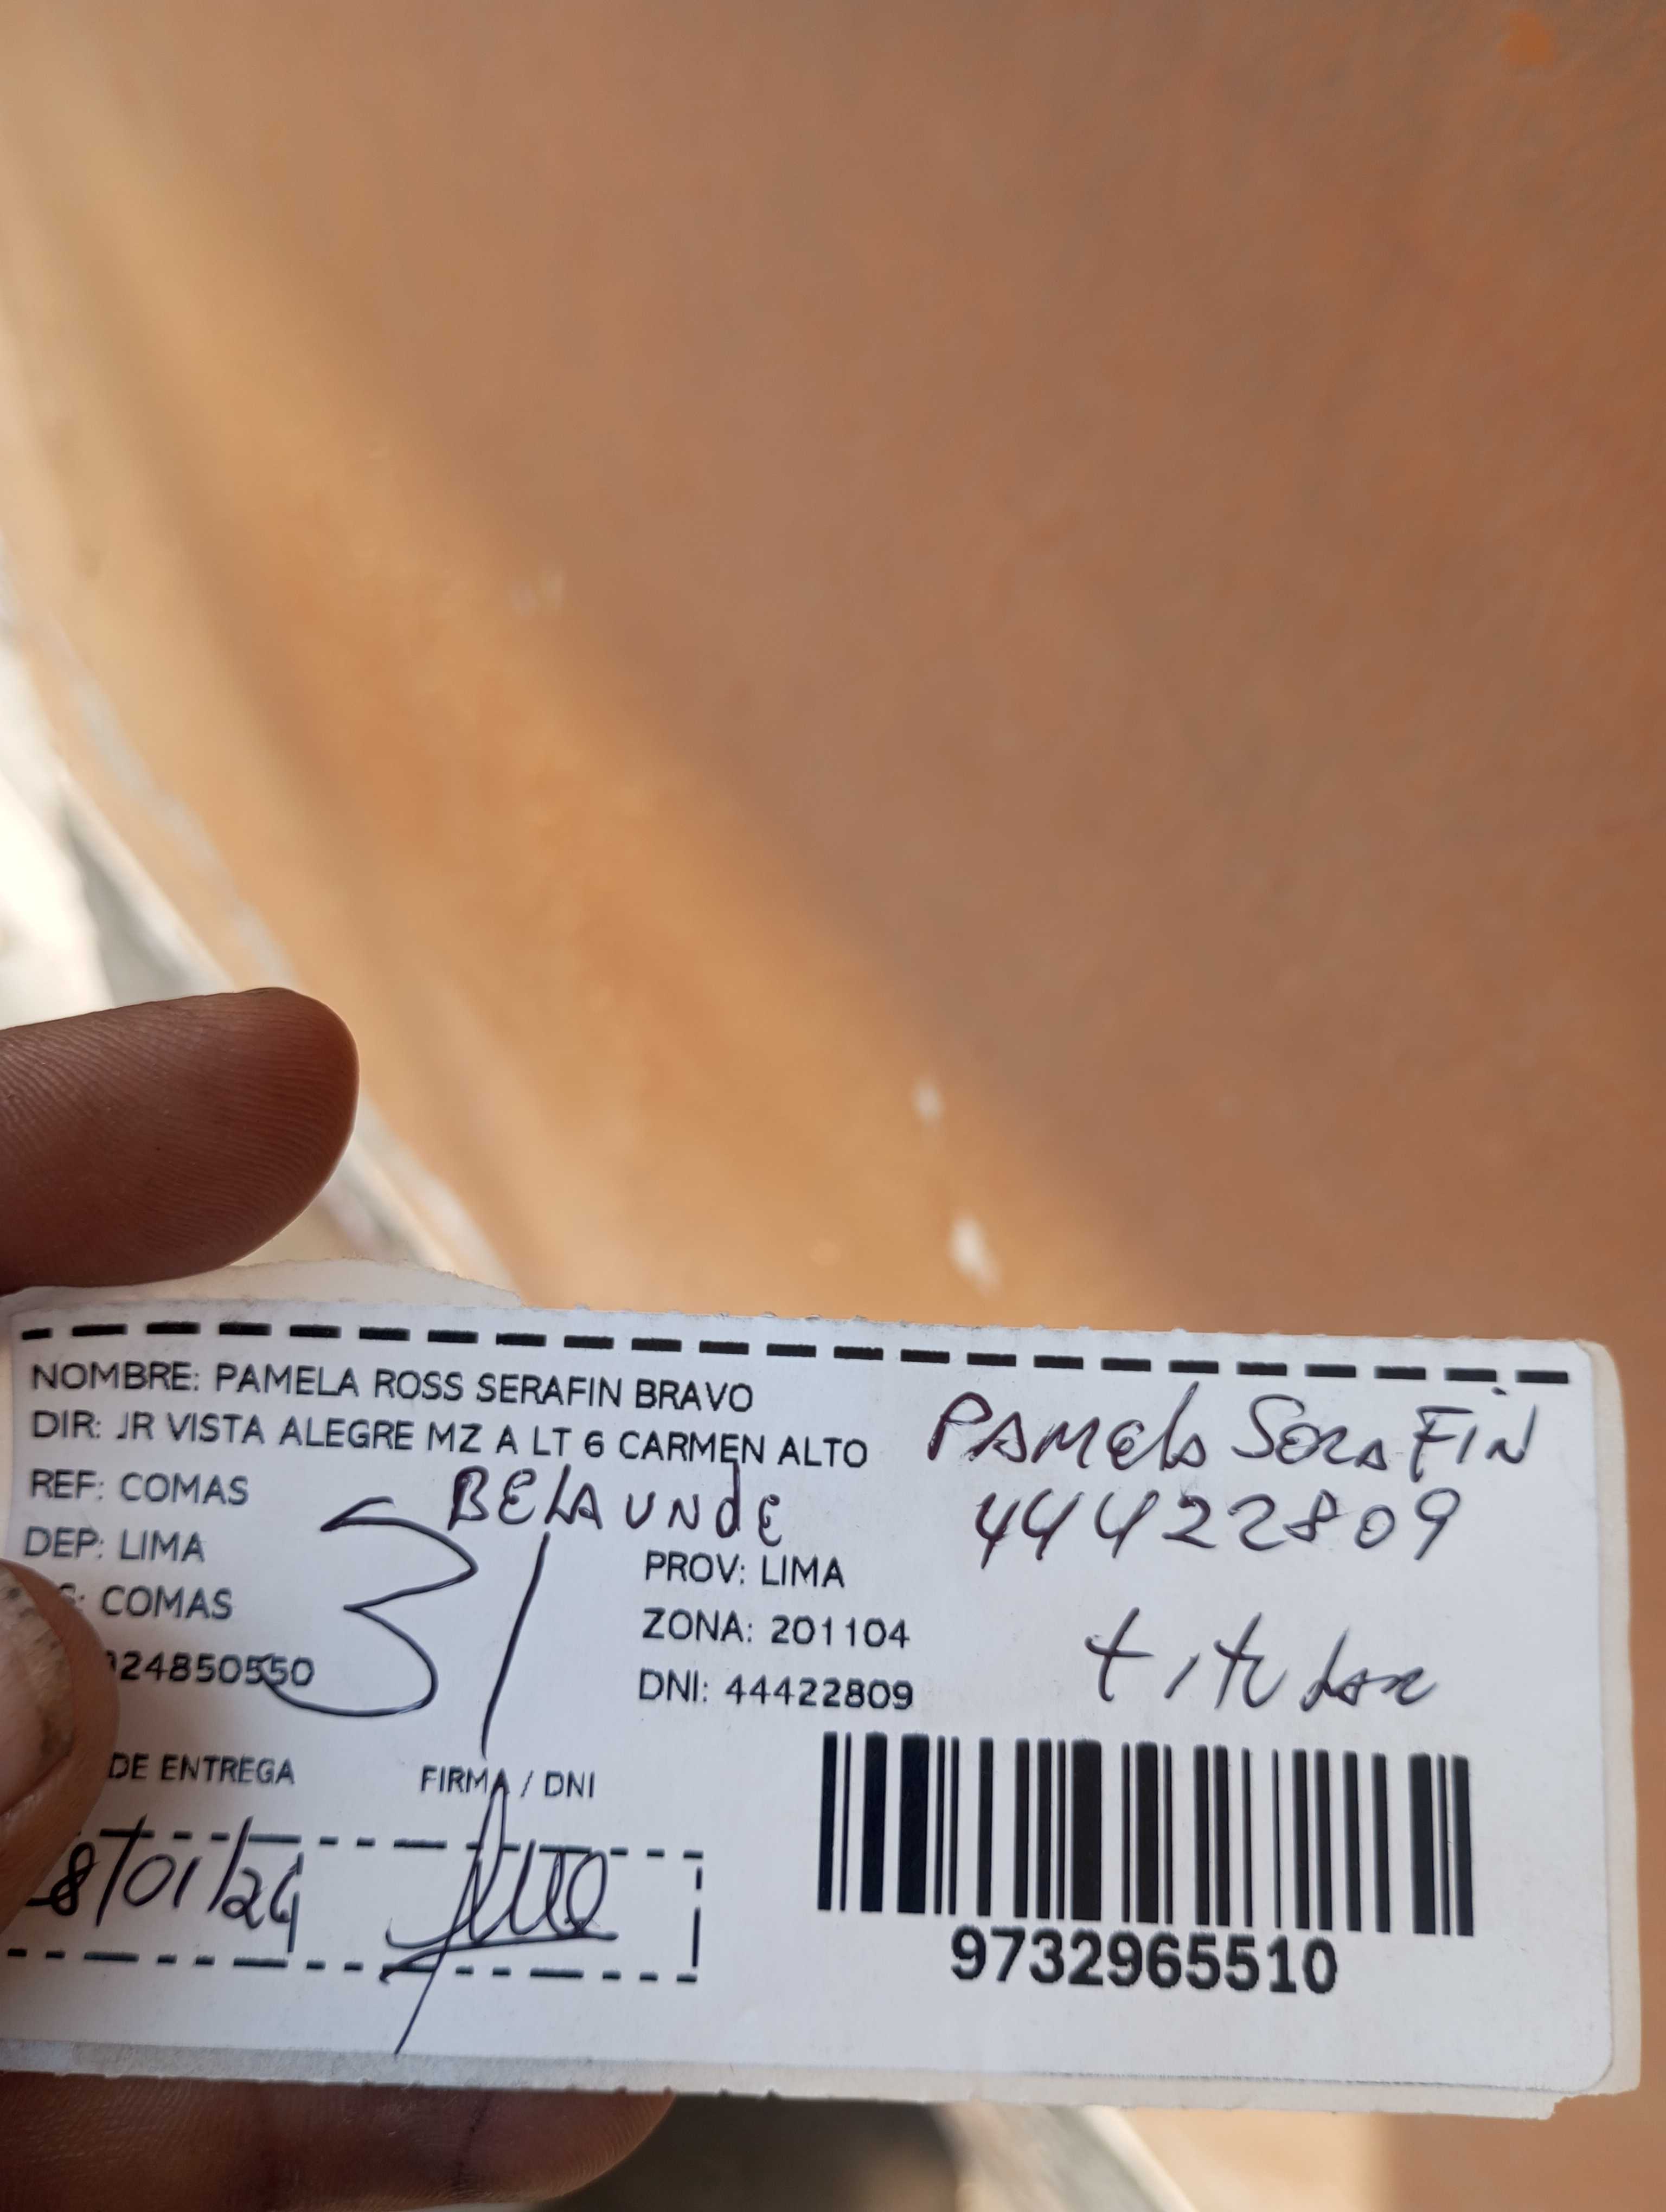 NOMBRE: PAMELA ROSS SERAFIN BRAVO
DIR: JR VISTA ALEGRE MZ A LT 6 CARMEN ALTO
REF: COMAS
BELAUNDE
DEP: LIMA
PROV: LIMA
COMAS
ZONA: 201104
24850550
DNI: 44422809
DE ENTREGA
FIRMA / DNI
8/01/24
PAMELA SERAFIN
44422809
titular
9732965510